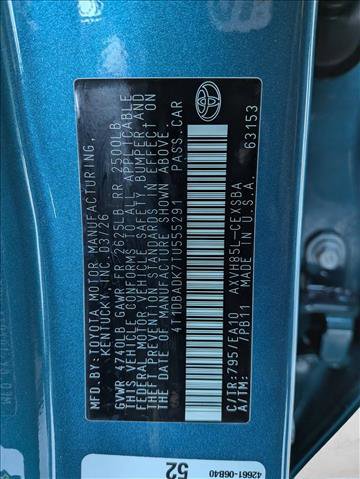 MFD. BY: TOYOTA MOTOR MANUFACTURING,
KENTUCKY, INC. 03/26
GVWR 4740LB GAWR FR 2625LB RR 2500LB
THIS VEHICLE CONFORMS TO ALL APPLICABLE
FEDERAL MOTOR VEHICLE SAFETY, BUMPER AND
THEFT PREVENTION STANDARDS IN EFFECT ON
THE DATE OF MANUFACTURE SHOWN ABOVE.
4T1DBADK7TU555291 PASS.CAR
C/TR:7957/EA10 AXVH85L-CEXSBA
A/TM: /PB11 MADE IN U.S.A.
63153
42661-06B40
52